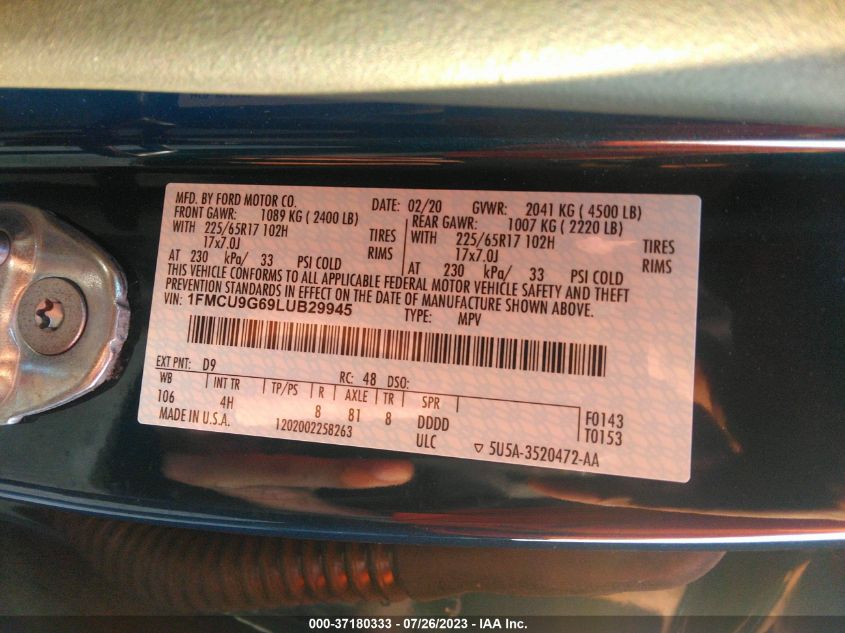 MFD. BY FORD MOTOR CO. DATE: 02/20 GVWR: 2041 KG ( 4500 LB)
FRONT GAWR: 1089 KG ( 2400 LB) REAR GAWR: 1007 KG ( 2220 LB)
WITH 225/65R17 102H TIRES WITH 225/65R17 102H TIRES
17x7.0J RIMS 17x7.0J RIMS
AT 230 kPa/ 33 PSI COLD AT 230 kPa/ 33 PSI COLD
THIS VEHICLE CONFORMS TO ALL APPLICABLE FEDERAL MOTOR VEHICLE SAFETY AND THEFT
PREVENTION STANDARDS IN EFFECT ON THE DATE OF MANUFACTURE SHOWN ABOVE.
VIN: 1FMCU9G69LUB29945 TYPE: MPV
EXT PNT: D9 RC: 48 DSO:
WB INT TR TP/PS R AXLE TR SPR
106 4H 8 81 8 DDDD F0143
MADE IN U.S.A. 1202002258263 ULC T0153
▽ 5U5A-3520472-AA
000-37180333 - 07/26/2023 - IAA Inc.